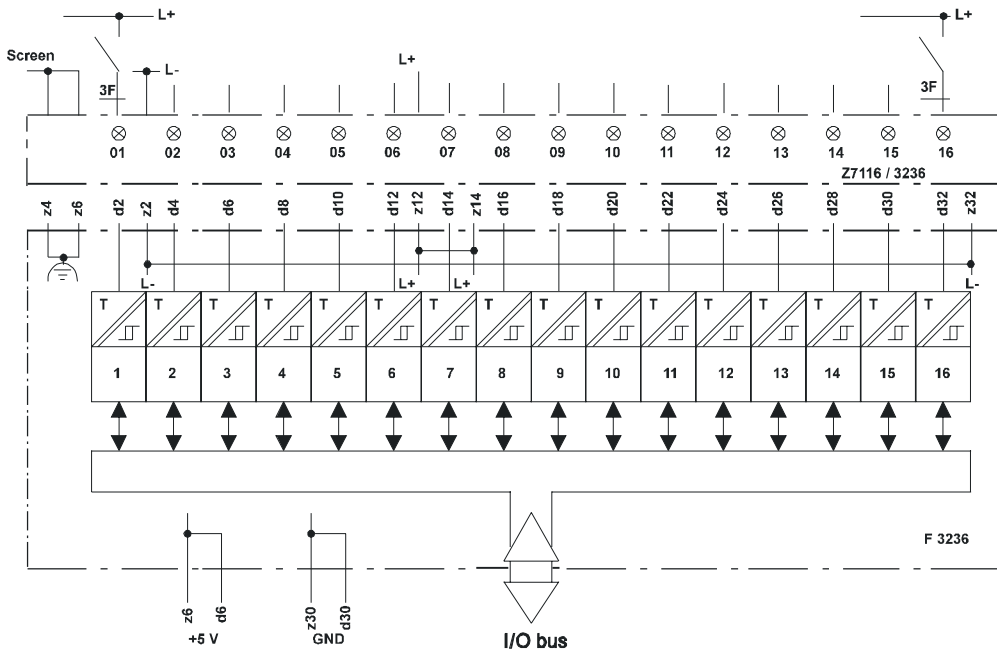 L+ L+
Screen
L- L+
3F 3F
01 02 03 04 05 06 07 08 09 10 11 12 13 14 15 16
Z7116 / 3236
z4 z6 d2 z2 d4 d6 d8 d10 d12 z12 d14 z14 d16 d18 d20 d22 d24 d26 d28 d30 d32 z32
L- L+ L+ L-
T T T T T T T T T T T T T T T T
1 2 3 4 5 6 7 8 9 10 11 12 13 14 15 16
F 3236
z6 d6 z30 d30
+5 V GND I/O bus